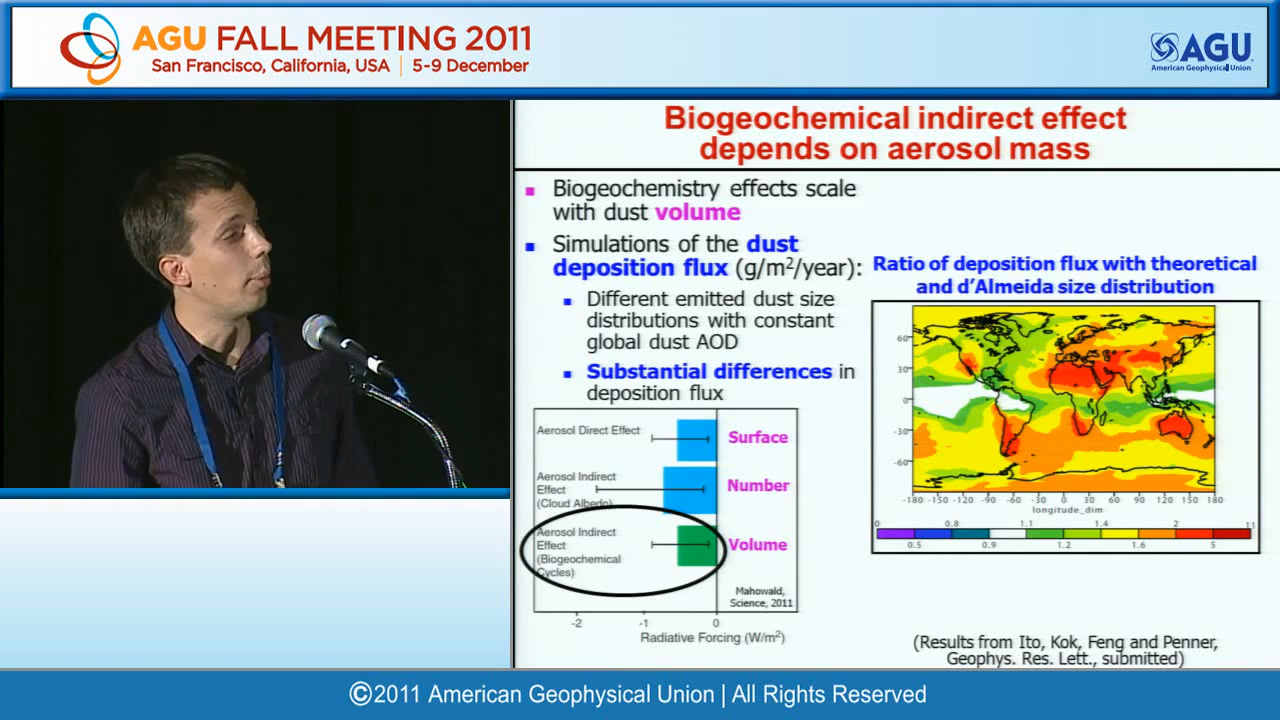 AGU FALL MEETING 2011
San Francisco, California, USA | 5-9 December
AGU
American Geophysical Union
Biogeochemical indirect effect
depends on aerosol mass
Biogeochemistry effects scale
with dust volume
Simulations of the dust
deposition flux (g/m²/year):
Different emitted dust size
distributions with constant
global dust AOD
Substantial differences in
deposition flux
Ratio of deposition flux with theoretical
and d'Almeida size distribution
60
30
0
-30
-60
-180 -150 -120 -90 -60 -30 0 30 60 90 120 150 180
longitude_dim
0 0.8 1.1 1.4 2 11
0.5 0.9 1.2 1.6 5
Aerosol Direct Effect
Surface
Aerosol Indirect
Effect
(Cloud Albedo)
Number
Aerosol Indirect
Effect
(Biogeochemical
Cycles)
Volume
Mahowald,
Science, 2011
-2 -1 0
Radiative Forcing (W/m²)
(Results from Ito, Kok, Feng and Penner,
Geophys. Res. Lett., submitted)
©2011 American Geophysical Union | All Rights Reserved